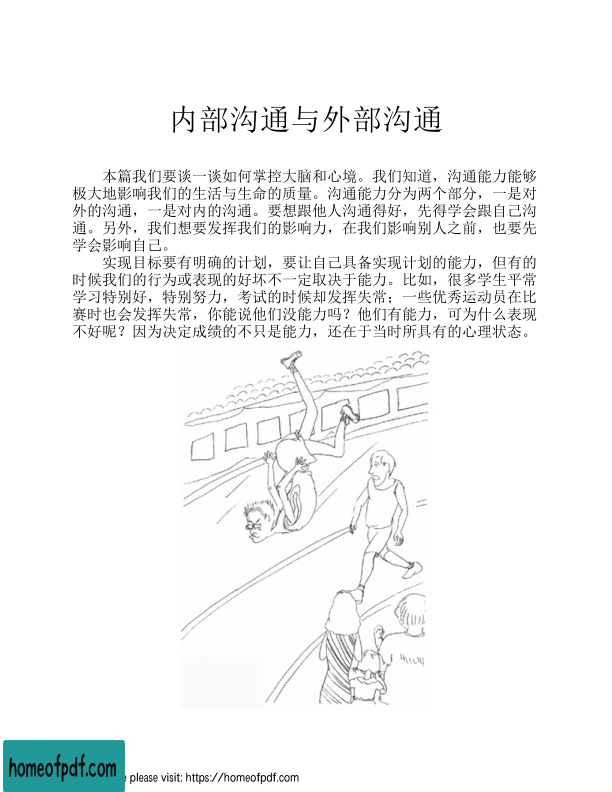 内部沟通与外部沟通
本篇我们要谈一谈如何掌控大脑和心境。我们知道，沟通能力能够
极大地影响我们的生活与生命的质量。沟通能力分为两个部分，一是对
外的沟通，一是对内的沟通。要想跟他人沟通得好，先得学会跟自己沟
通。另外，我们想要发挥我们的影响力，在我们影响别人之前，也要先
学会影响自己。
实现目标要有明确的计划，要让自己具备实现计划的能力，但有的
时候我们的行为或表现的好坏不一定取决于能力。比如，很多学生平常
学习特别好，特别努力，考试的时候却发挥失常；一些优秀运动员在比
赛时也会发挥失常，你能说他们没能力吗？他们有能力，可为什么表现
不好呢？因为决定成绩的不只是能力，还在于当时所具有的心理状态。
homeofpdf.com
e please visit: https://homeofpdf.com